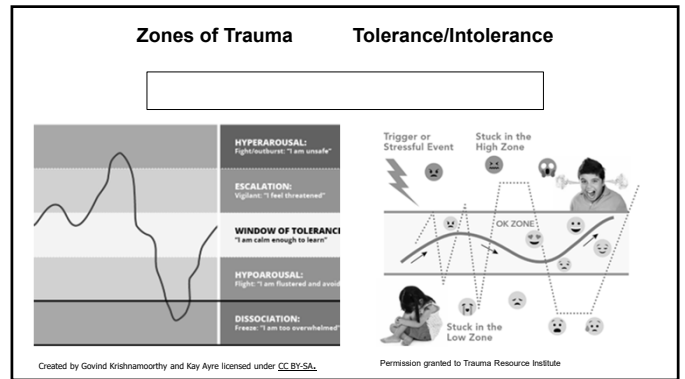 Zones of Trauma Tolerance/Intolerance
HYPERAROUSAL:
Fight/outburst: "I am unsafe"
ESCALATION:
Vigilant: "I feel threatened"
WINDOW OF TOLERANCE
"I am calm enough to learn"
HYPOAROUSAL:
Flight: "I am flustered and avoid
DISSOCIATION:
Freeze: "I am too overwhelmed"
Created by Govind Krishnamoorthy and Kay Ayre licensed under CC BY-SA.
Trigger or
Stressful Event
Stuck in the
High Zone
OK ZONE
Stuck in the
Low Zone
Permission granted to Trauma Resource Institute